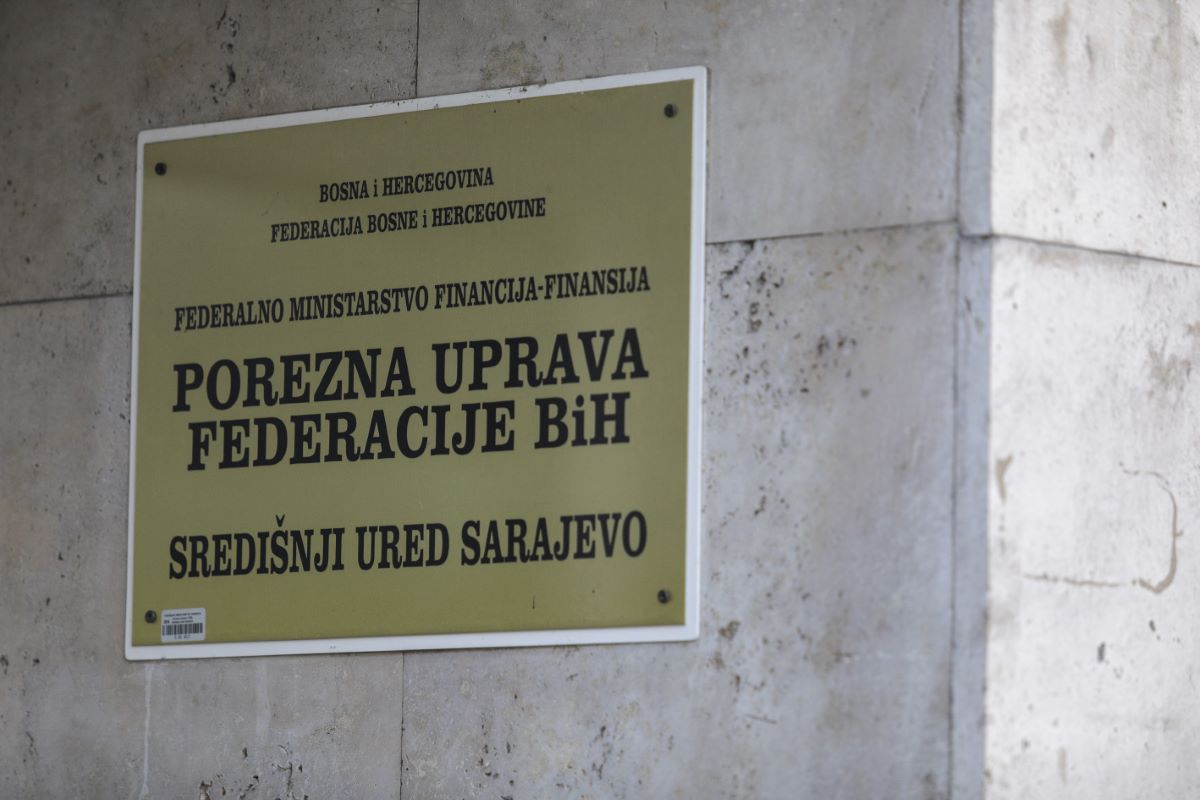 BOSNA i HERCEGOVINA
FEDERACIJA BOSNE i HERCEGOVINE
FEDERALNO MINISTARSTVO FINANCIJA-FINANSIJA
POREZNA UPRAVA
FEDERACIJE BiH
SREDIŠNJI URED SARAJEVO